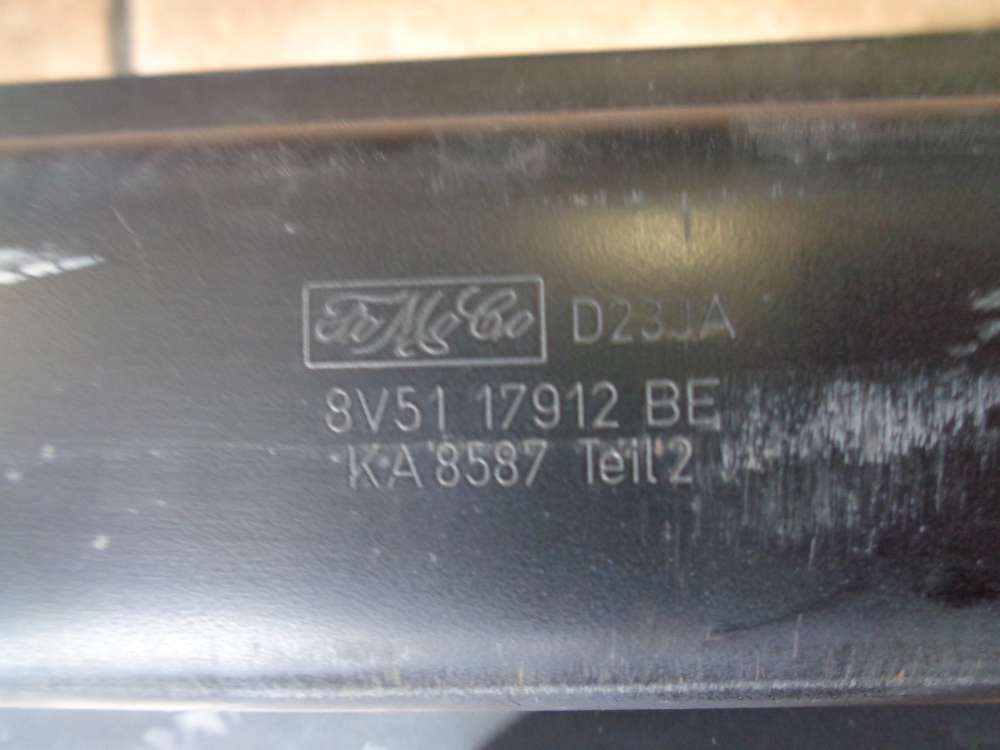 FoMoCo D23JA
8V51 17912 BE
KA 8587 Teil 2